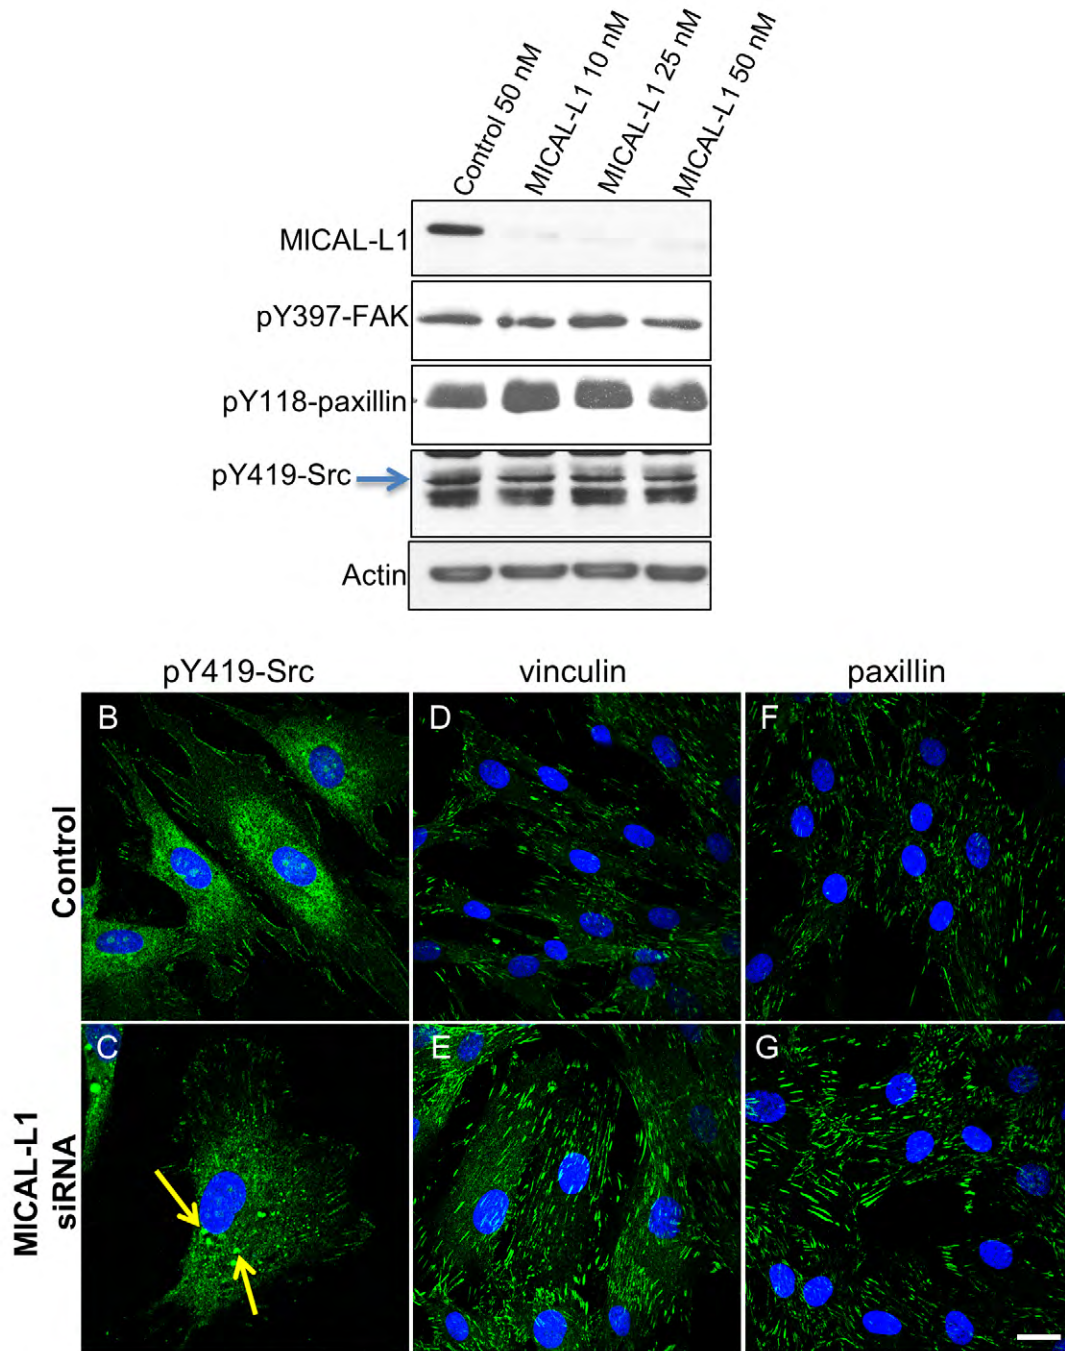 Control 50 nM
MICAL-L1 10 nM
MICAL-L1 25 nM
MICAL-L1 50 nM
MICAL-L1
pY397-FAK
pY118-paxillin
pY419-Src
Actin
pY419-Src
vinculin
paxillin
Control
B
D
F
MICAL-L1
siRNA
C
E
G